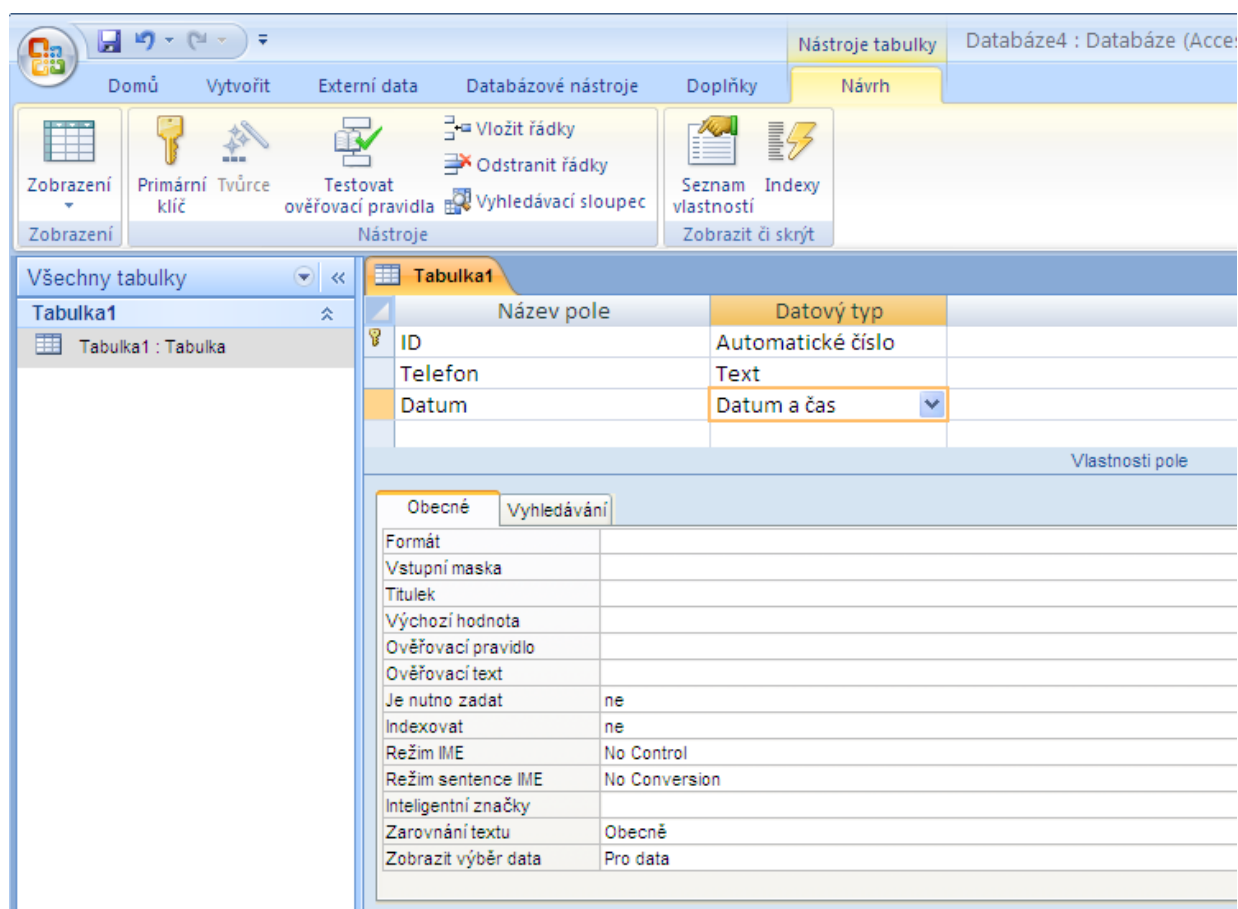 Nástroje tabulky Databáze4 : Databáze (Acces
Domů Vytvořit Externí data Databázové nástroje Doplňky Návrh
Vložit řádky
Odstranit řádky
Vyhledávací sloupec
Zobrazení
Primární klíč
Tvůrce
Testovat ověřovací pravidla
Seznam vlastností
Indexy
Zobrazení Nástroje Zobrazit či skrýt
Všechny tabulky «
Tabulka1
Tabulka1 : Tabulka
Tabulka1
Název pole Datový typ
ID Automatické číslo
Telefon Text
Datum Datum a čas
Vlastnosti pole
Obecné Vyhledávání
Formát
Vstupní maska
Titulek
Výchozí hodnota
Ověřovací pravidlo
Ověřovací text
Je nutno zadat ne
Indexovat ne
Režim IME No Control
Režim sentence IME No Conversion
Inteligentní značky
Zarovnání textu Obecně
Zobrazit výběr data Pro data